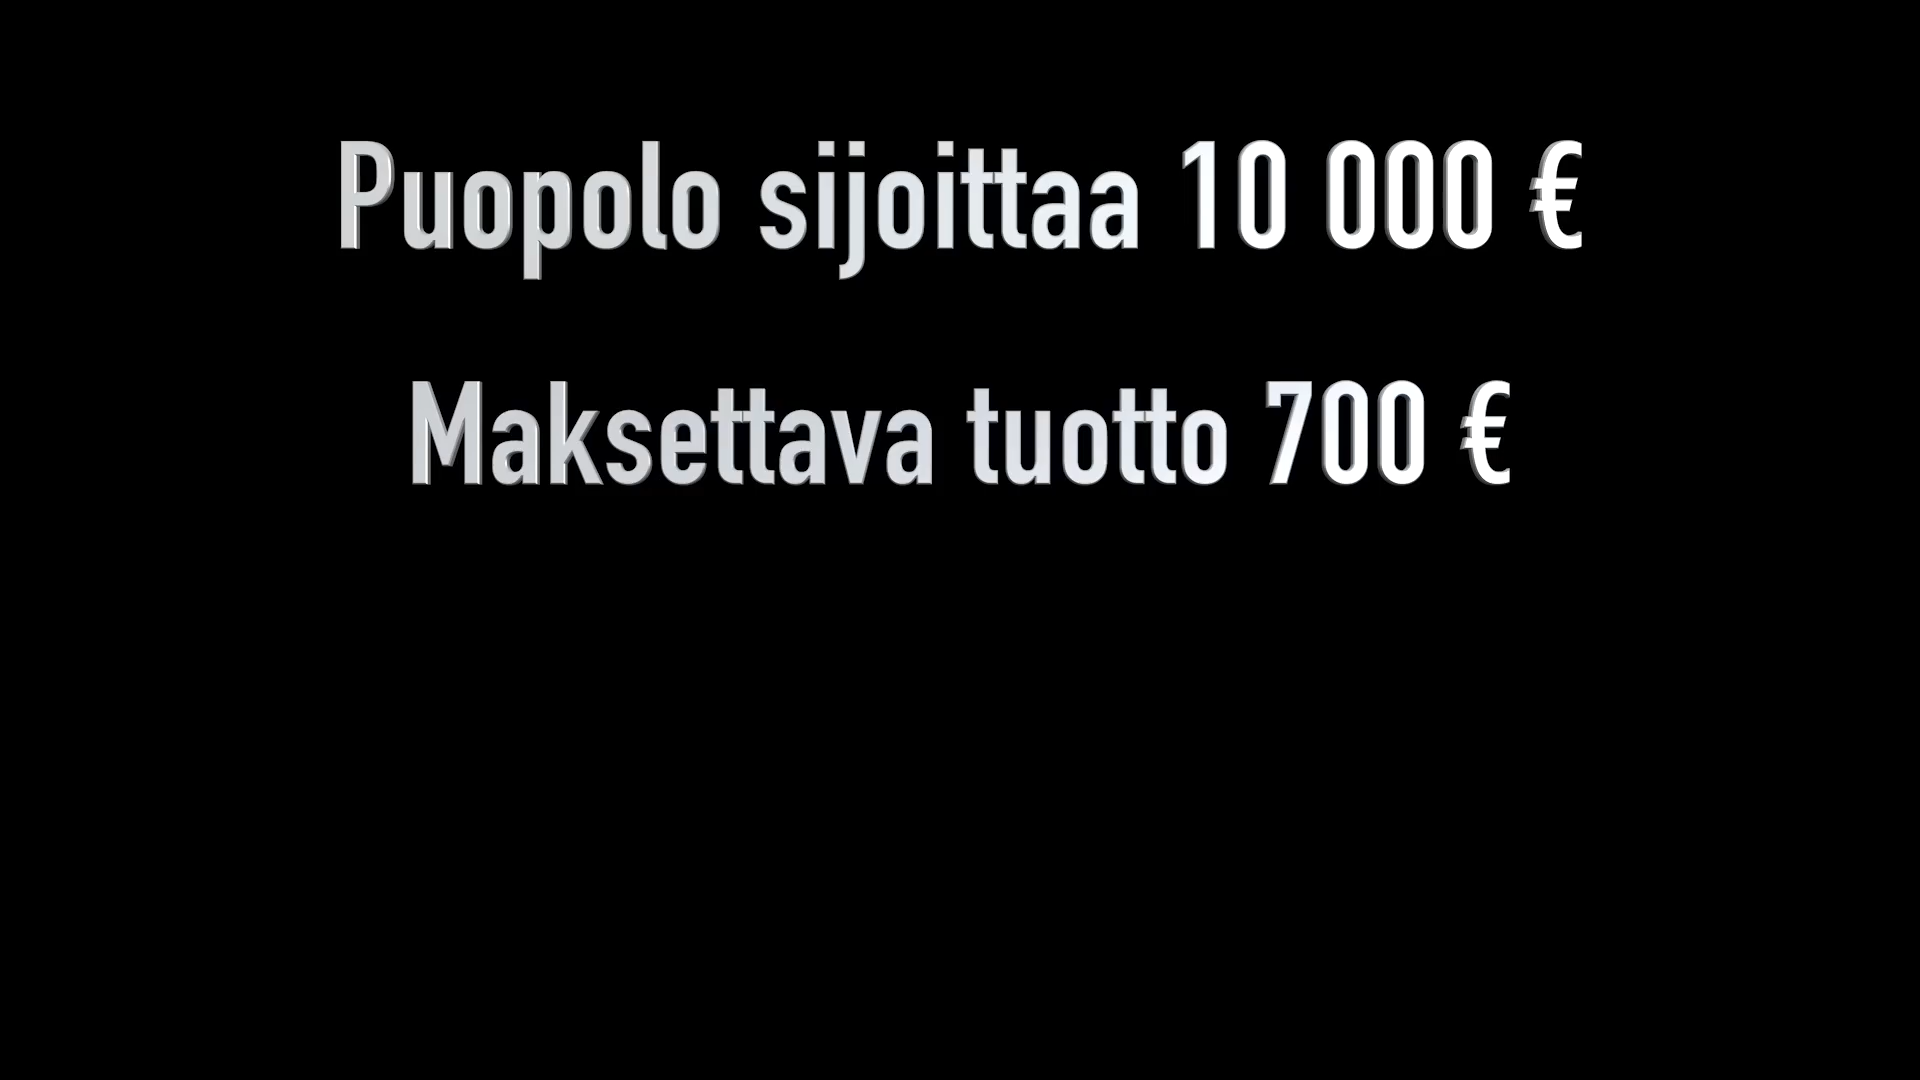 Puopolo sijoittaa 10 000 €
Maksettava tuotto 700 €